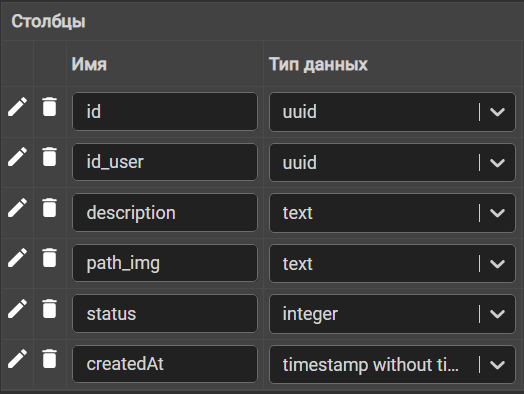 Столбцы
Имя Тип данных
id uuid
id_user uuid
description text
path_img text
status integer
createdAt timestamp without ti...